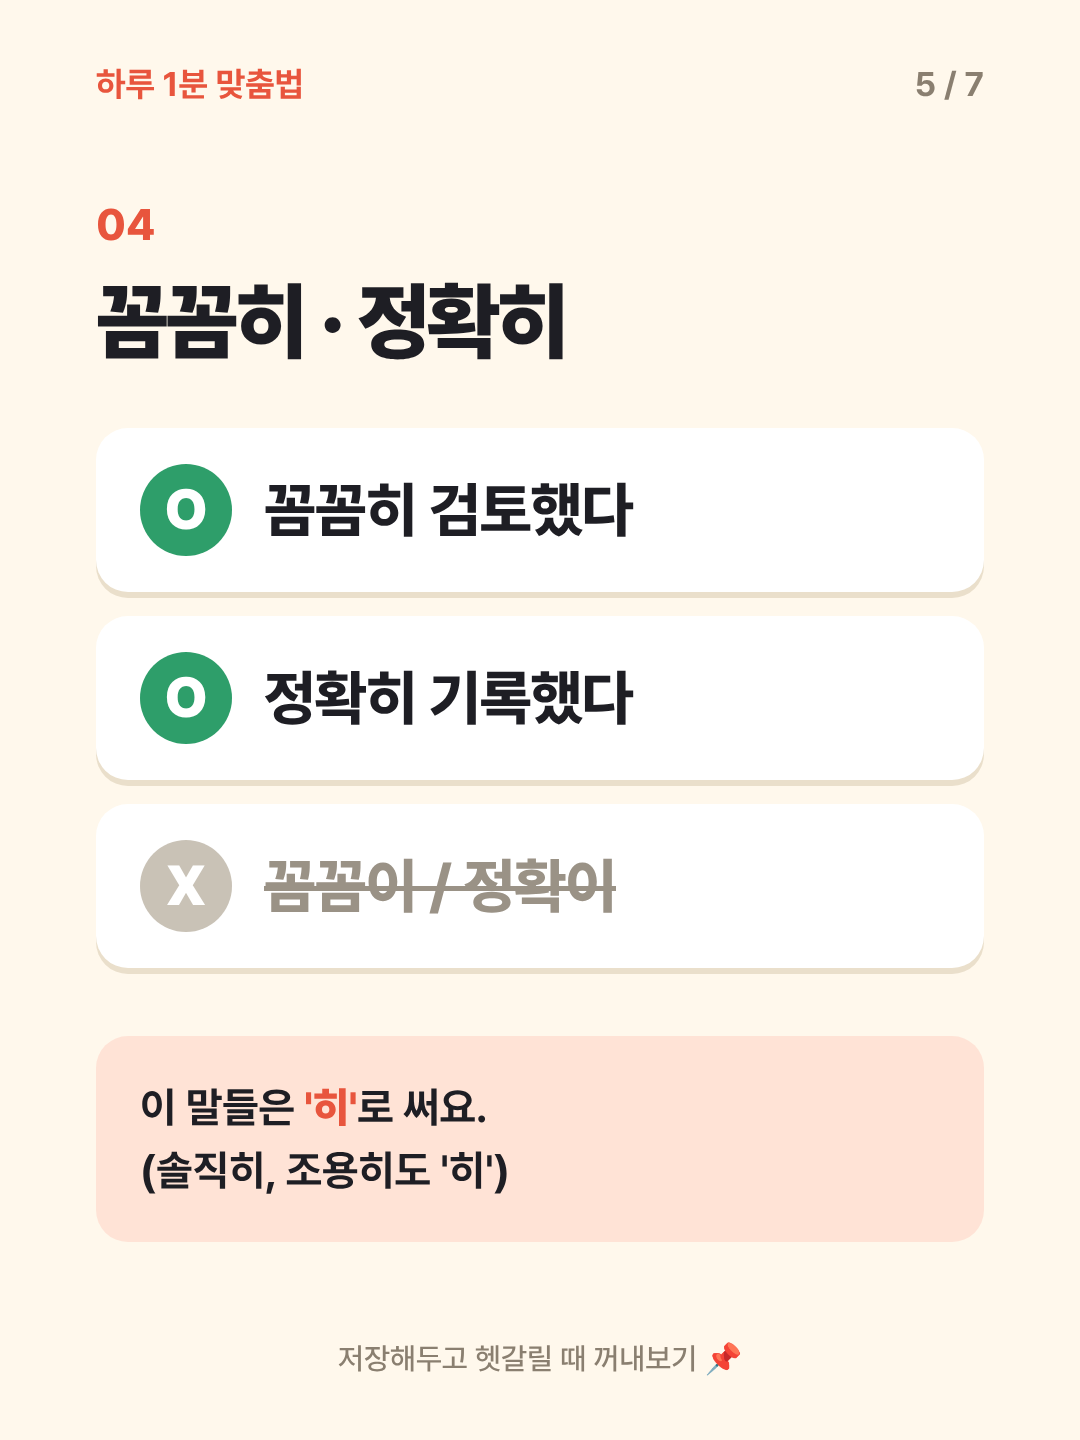 하루 1분 맞춤법
5 / 7
04
꼼꼼히 · 정확히
O 꼼꼼히 검토했다
O 정확히 기록했다
X 꼼꼼이 / 정확이
이 말들은 '히'로 써요.
(솔직히, 조용히도 '히')
저장해두고 헷갈릴 때 꺼내보기 📌